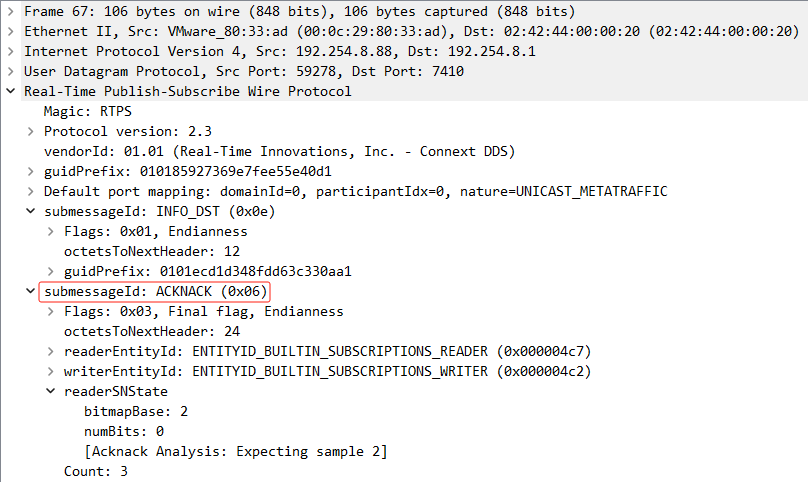 Frame 67: 106 bytes on wire (848 bits), 106 bytes captured (848 bits)
Ethernet II, Src: VMware_80:33:ad (00:0c:29:80:33:ad), Dst: 02:42:44:00:00:20 (02:42:44:00:00:20)
Internet Protocol Version 4, Src: 192.254.8.88, Dst: 192.254.8.1
User Datagram Protocol, Src Port: 59278, Dst Port: 7410
Real-Time Publish-Subscribe Wire Protocol
Magic: RTPS
Protocol version: 2.3
vendorId: 01.01 (Real-Time Innovations, Inc. - Connext DDS)
guidPrefix: 010185927369e7fee55e40d1
Default port mapping: domainId=0, participantIdx=0, nature=UNICAST_METATRAFFIC
submessageId: INFO_DST (0x0e)
Flags: 0x01, Endianness
octetsToNextHeader: 12
guidPrefix: 0101ecd1d348fdd63c330aa1
submessageId: ACKNACK (0x06)
Flags: 0x03, Final flag, Endianness
octetsToNextHeader: 24
readerEntityId: ENTITYID_BUILTIN_SUBSCRIPTIONS_READER (0x000004c7)
writerEntityId: ENTITYID_BUILTIN_SUBSCRIPTIONS_WRITER (0x000004c2)
readerSNState
bitmapBase: 2
numBits: 0
[Acknack Analysis: Expecting sample 2]
Count: 3